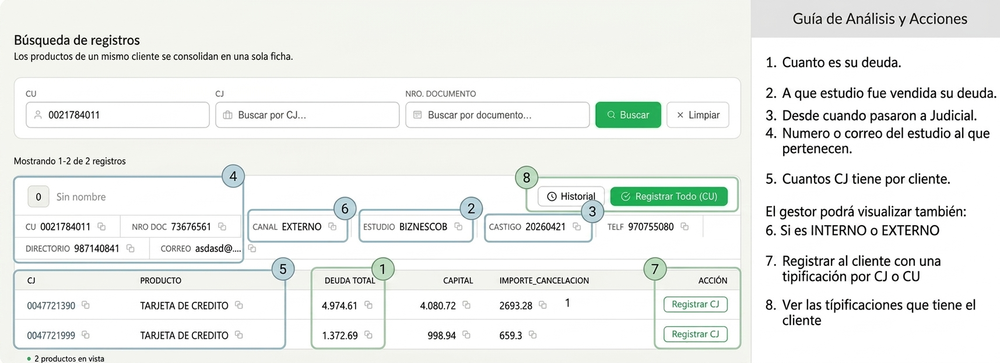 Búsqueda de registros
Los productos de un mismo cliente se consolidan en una sola ficha.
CU
CJ
NRO. DOCUMENTO
0021784011
Buscar por CJ...
Buscar por documento...
Buscar
Limpiar
Mostrando 1-2 de 2 registros
4
8
0
Sin nombre
Historial
Registrar Todo (CU)
6
2
3
CU 0021784011
NRO DOC 73676561
CANAL EXTERNO
ESTUDIO BIZNESCOB
CASTIGO 20260421
TELF 970755080
DIRECTORIO 987140841
CORREO asdasd@....
5
1
7
CJ
PRODUCTO
DEUDA TOTAL
CAPITAL
IMPORTE_CANCELACION
ACCIÓN
0047721390
TARJETA DE CREDITO
4.974.61
4.080.72
2693.28
1
Registrar CJ
0047721999
TARJETA DE CREDITO
1.372.69
998.94
659.3
Registrar CJ
2 productos en vista
Guía de Análisis y Acciones
1. Cuanto es su deuda.
2. A que estudio fue vendida su deuda.
3. Desde cuando pasaron a Judicial.
4. Numero o correo del estudio al que
pertenecen.
5. Cuantos CJ tiene por cliente.
El gestor podrá visualizar también:
6. Si es INTERNO o EXTERNO
7. Registrar al cliente con una
tipificación por CJ o CU
8. Ver las típificaciones que tiene el
cliente